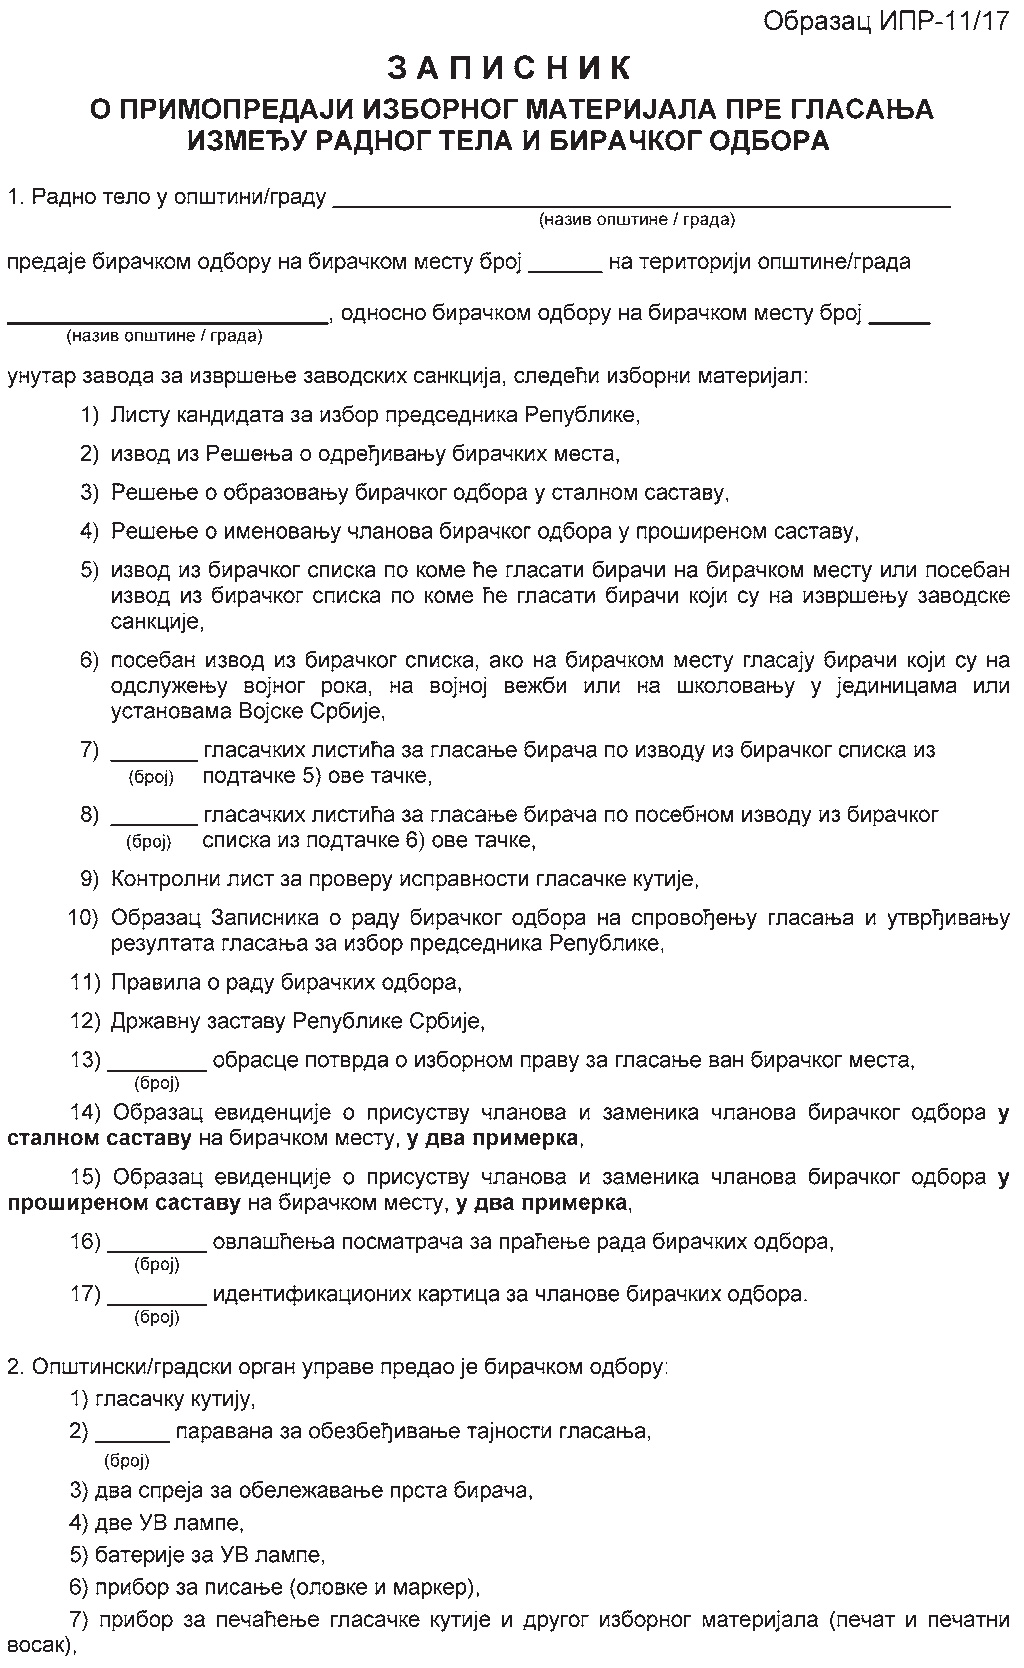 Образац ИПР-11/17
З А П И С Н И К
О ПРИМОПРЕДАЈИ ИЗБОРНОГ МАТЕРИЈАЛА ПРЕ ГЛАСАЊА
ИЗМЕЂУ РАДНОГ ТЕЛА И БИРАЧКОГ ОДБОРА
1. Радно тело у општини/граду ______________
(назив општине / града)
предаје бирачком одбору на бирачком месту број ______ на територији општине/града
______________, односно бирачком одбору на бирачком месту број _____
(назив општине / града)
унутар завода за извршење заводских санкција, следећи изборни материјал:
1) Листу кандидата за избор председника Републике,
2) извод из Решења о одређивању бирачких места,
3) Решење о образовању бирачког одбора у сталном саставу,
4) Решење о именовању чланова бирачког одбора у проширеном саставу,
5) извод из бирачког списка по коме ће гласати бирачи на бирачком месту или посебан
извод из бирачког списка по коме ће гласати бирачи који су на извршењу заводске
санкције,
6) посебан извод из бирачког списка, ако на бирачком месту гласају бирачи који су на
одслужењу војног рока, на војној вежби или на школовању у јединицама или
установама Војске Србије,
7) _______ гласачких листића за гласање бирача по изводу из бирачког списка из
(број) подтачке 5) ове тачке,
8) _______ гласачких листића за гласање бирача по посебном изводу из бирачког
(број) списка из подтачке 6) ове тачке,
9) Контролни лист за проверу исправности гласачке кутије,
10) Образац Записника о раду бирачког одбора на спровођењу гласања и утврђивању
резултата гласања за избор председника Републике,
11) Правила о раду бирачких одбора,
12) Државну заставу Републике Србије,
13) ________ обрасце потврда о изборном праву за гласање ван бирачког места,
(број)
14) Образац евиденције о присуству чланова и заменика чланова бирачког одбора у
сталном саставу на бирачком месту, у два примерка,
15) Образац евиденције о присуству чланова и заменика чланова бирачког одбора у
проширеном саставу на бирачком месту, у два примерка,
16) ________ овлашћења посматрача за праћење рада бирачких одбора,
(број)
17) ________ идентификационих картица за чланове бирачких одбора.
(број)
2. Општински/градски орган управе предао је бирачком одбору:
1) гласачку кутију,
2) ______ паравана за обезбеђивање тајности гласања,
(број)
3) два спреја за обележавање прста бирача,
4) две УВ лампе,
5) батерије за УВ лампе,
6) прибор за писање (оловке и маркер),
7) прибор за печаћење гласачке кутије и другог изборног материјала (печат и печатни
восак),